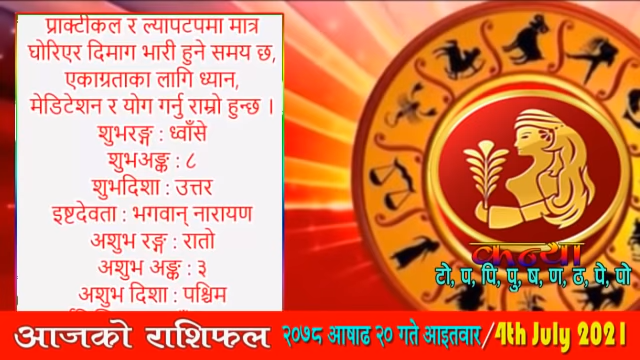 प्राक्टीकल र ल्यापटपमा मात्र
घोरिएर दिमाग भारी हुने समय छ,
एकाग्रताका लागि ध्यान,
मेडिटेशन र योग गर्नु राम्रो हुन्छ ।
शुभरङ्ग : ध्वाँसे
शुभअङ्क : ८
शुभदिशा : उत्तर
इष्टदेवता : भगवान् नारायण
अशुभ रङ्ग : रातो
अशुभ अङ्क : ३
अशुभ दिशा : पश्चिम
कन्या
टो, प, पि, पु, ष, ण, ठ, पे, पो
आजको राशिफल २०७८ आषाढ २० गते आइतवार/4th July 2021